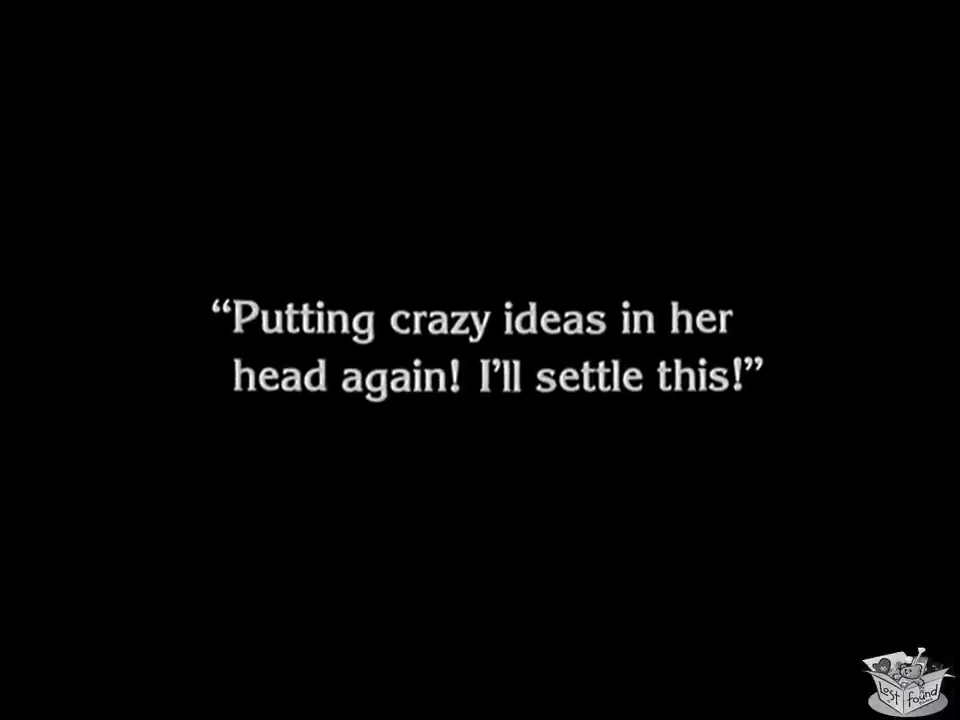 “Putting crazy ideas in her
head again! I’ll settle this!”
Lost
found